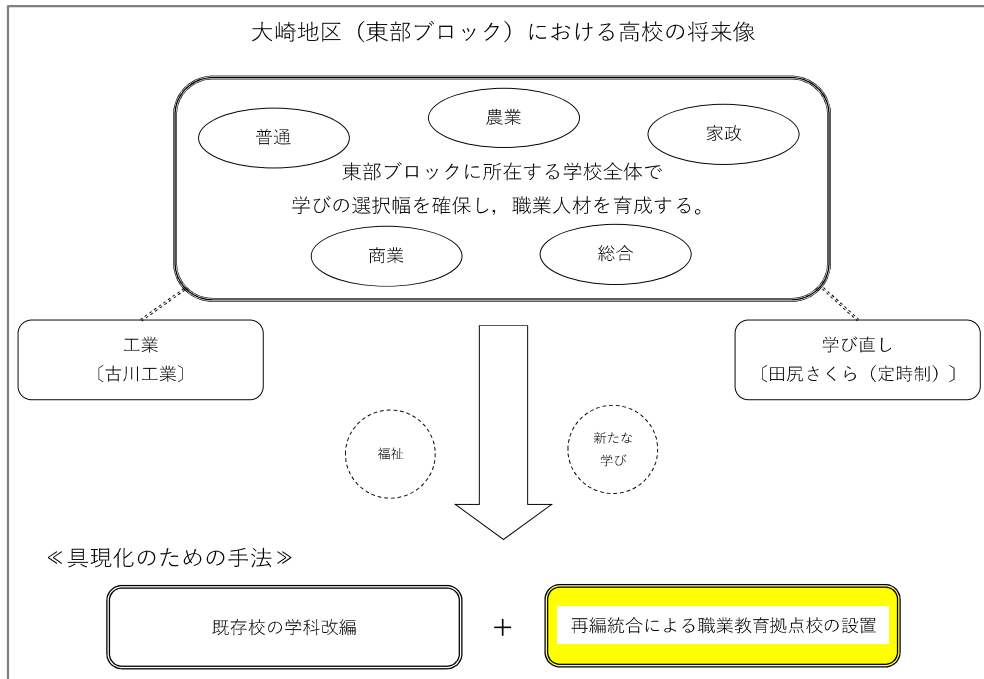 大崎地区（東部ブロック）における高校の将来像
普通
農業
家政
東部ブロックに所在する学校全体で
学びの選択幅を確保し，職業人材を育成する。
商業
総合
工業
〔古川工業〕
学び直し
〔田尻さくら（定時制）〕
福祉
新たな
学び
≪具現化のための手法≫
既存校の学科改編
＋
再編統合による職業教育拠点校の設置